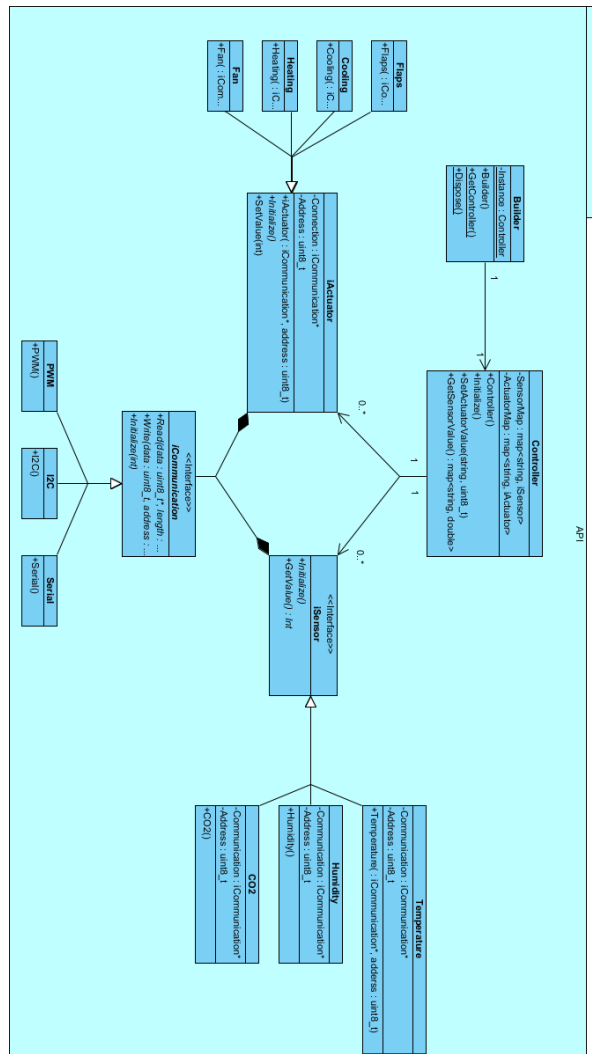 API
Builder
-Instance : Controller
+Builder()
+GetController()
+Dispose()
1
1
Controller
-SensorMap : map<string, iSensor>
-ActuatorMap : map<string, iActuator>
+Controller()
+Initialize()
+SetActuatorValue(string, uint8_t)
+GetSensorValue() : map<string, double>
1
1
0..*
0..*
Flaps
+Flaps( : iCo...
Cooling
+Cooling( : iC...
Heating
+Heating( : iC...
Fan
+Fan( : iCom...
iActuator
-Connection : iCommunication*
-Address : uint8_t
+iActuator( : iCommunication*, address : uint8_t)
+Initialize()
+SetValue(int)
<<Interface>>
iSensor
+Initialize()
+GetValue() : Int
Temperature
-Communication : iCommunication*
-Address : uint8_t
+Temperature( : iCommunication*, adderss : uint8_t)
Humidity
-Communication : iCommunication*
-Address : uint8_t
+Humidity()
CO2
-Communication : iCommunication*
-Address : uint8_t
+CO2()
<<Interface>>
iCommunication
+Read(data : uint8_t*, length : ...
+Write(data : uint8_t, address : ...
+Initialize(int)
PWM
+PWM()
I2C
+I2C()
Serial
+Serial()